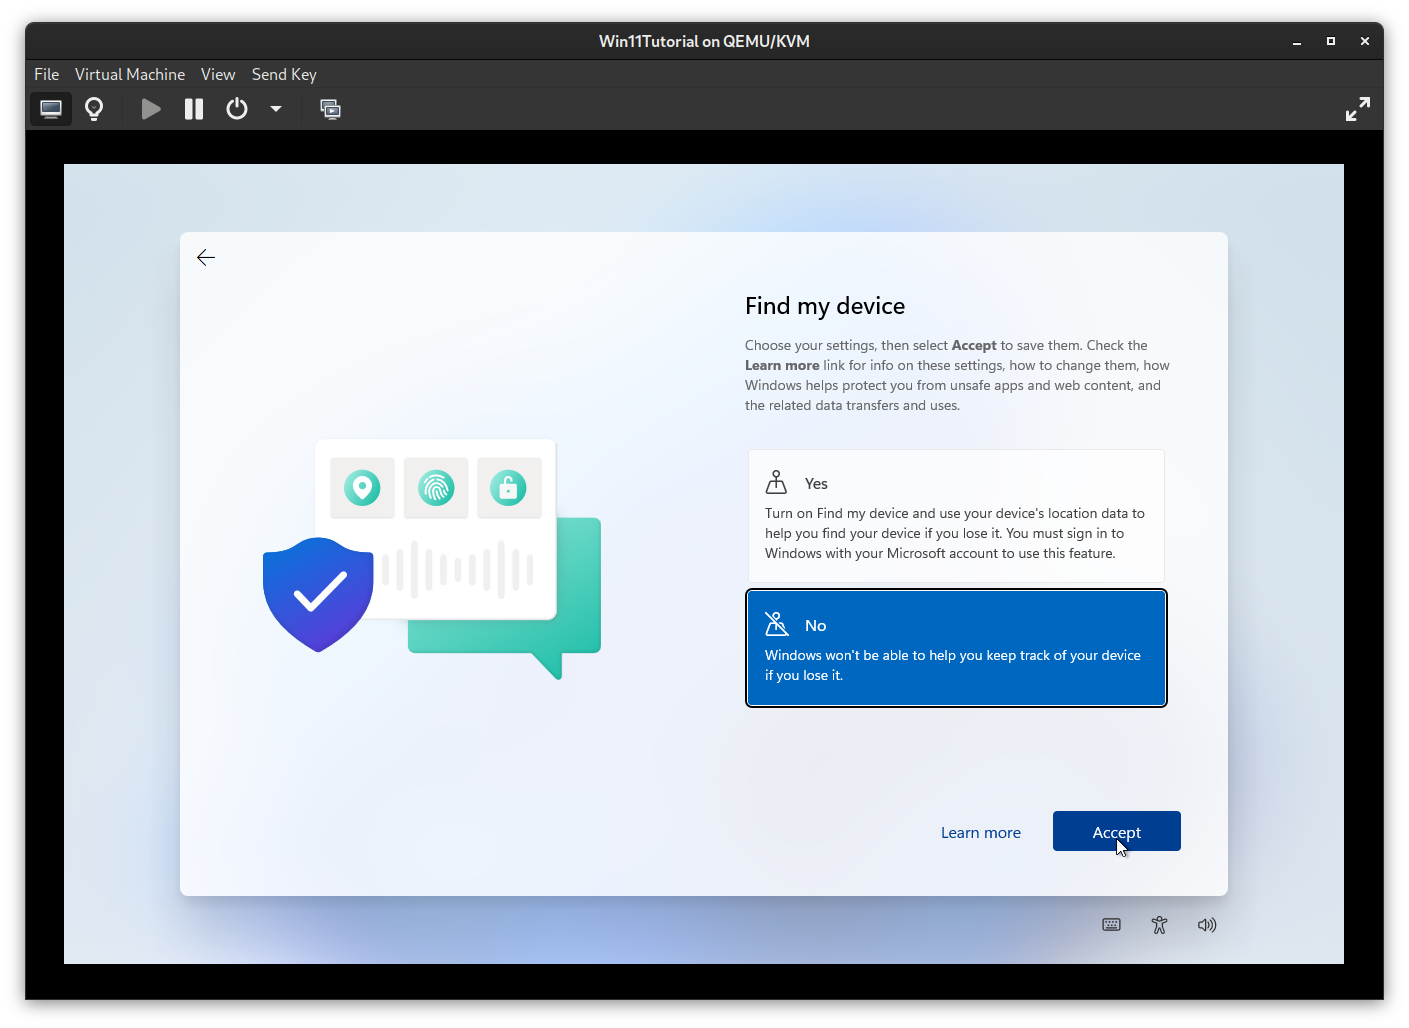 Win11Tutorial on QEMU/KVM
File Virtual Machine View Send Key
Find my device
Choose your settings, then select Accept to save them. Check the
Learn more link for info on these settings, how to change them, how
Windows helps protect you from unsafe apps and web content, and
the related data transfers and uses.
Yes
Turn on Find my device and use your device's location data to
help you find your device if you lose it. You must sign in to
Windows with your Microsoft account to use this feature.
No
Windows won't be able to help you keep track of your device
if you lose it.
Learn more Accept